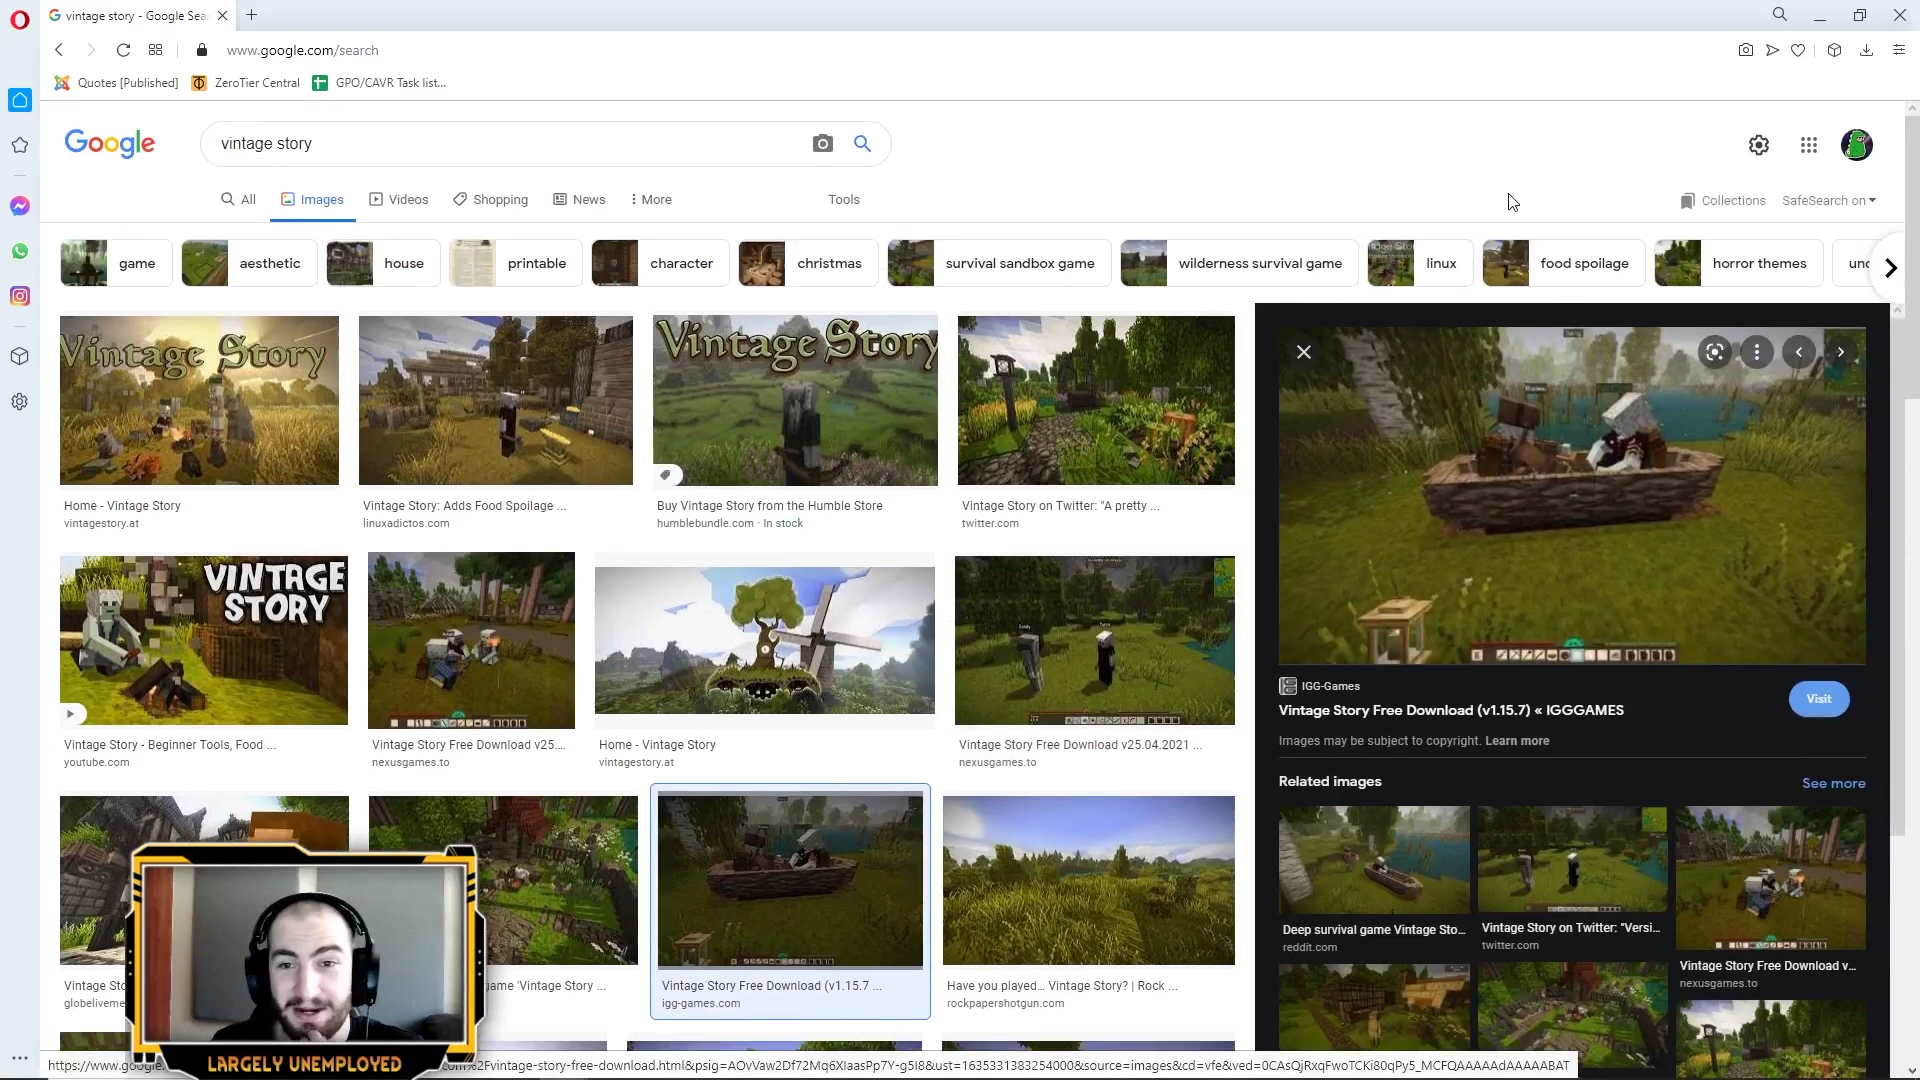 vintage story - Google Sea
www.google.com/search
Quotes [Published]
ZeroTier Central
GPO/CAVR Task list...
Google
vintage story
All
Images
Videos
Shopping
News
More
Tools
Collections
SafeSearch on
game
aesthetic
house
printable
character
christmas
survival sandbox game
wilderness survival game
linux
food spoilage
horror themes
Vintage Story
Vintage Story
Home - Vintage Story
vintagestory.at
Vintage Story: Adds Food Spoilage ...
linuxadictos.com
Buy Vintage Story from the Humble Store
humblebundle.com · In stock
Vintage Story on Twitter: "A pretty ...
twitter.com
VINTAGE
STORY
Vintage Story - Beginner Tools, Food ...
youtube.com
Vintage Story Free Download v25....
nexusgames.to
Home - Vintage Story
vintagestory.at
Vintage Story Free Download v25.04.2021 ...
nexusgames.to
Vintage Sto
globeliveme
ame 'Vintage Story ...
Vintage Story Free Download (v1.15.7 ...
igg-games.com
Have you played... Vintage Story? | Rock ...
rockpapershotgun.com
IGG-Games
Vintage Story Free Download (v1.15.7) « IGGGAMES
Visit
Images may be subject to copyright. Learn more
Related images
See more
Deep survival game Vintage Sto...
reddit.com
Vintage Story on Twitter: "Versi...
twitter.com
Vintage Story Free Download v...
nexusgames.to
LARGELY UNEMPLOYED